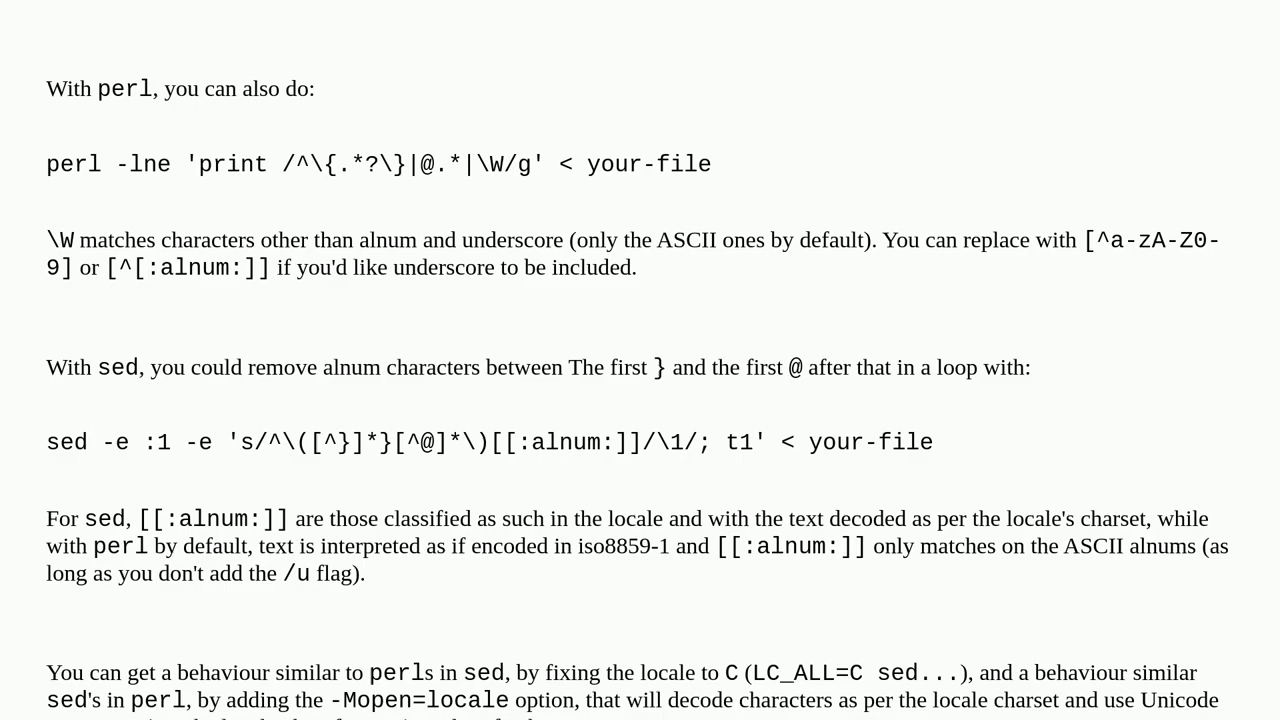 With perl, you can also do:
perl -lne 'print /^\{.*?\}|@.*|\W/g' < your-file
\W matches characters other than alnum and underscore (only the ASCII ones by default). You can replace with [^a-zA-Z0-
9] or [^[:alnum:]] if you'd like underscore to be included.
With sed, you could remove alnum characters between The first } and the first @ after that in a loop with:
sed -e :1 -e 's/^\([^}]*}[^@]*\)[[:alnum:]]/\1/; t1' < your-file
For sed, [[:alnum:]] are those classified as such in the locale and with the text decoded as per the locale's charset, while
with perl by default, text is interpreted as if encoded in iso8859-1 and [[:alnum:]] only matches on the ASCII alnums (as
long as you don't add the /u flag).
You can get a behaviour similar to perls in sed, by fixing the locale to C (LC_ALL=C sed...), and a behaviour similar
sed's in perl, by adding the -Mopen=locale option, that will decode characters as per the locale charset and use Unicode